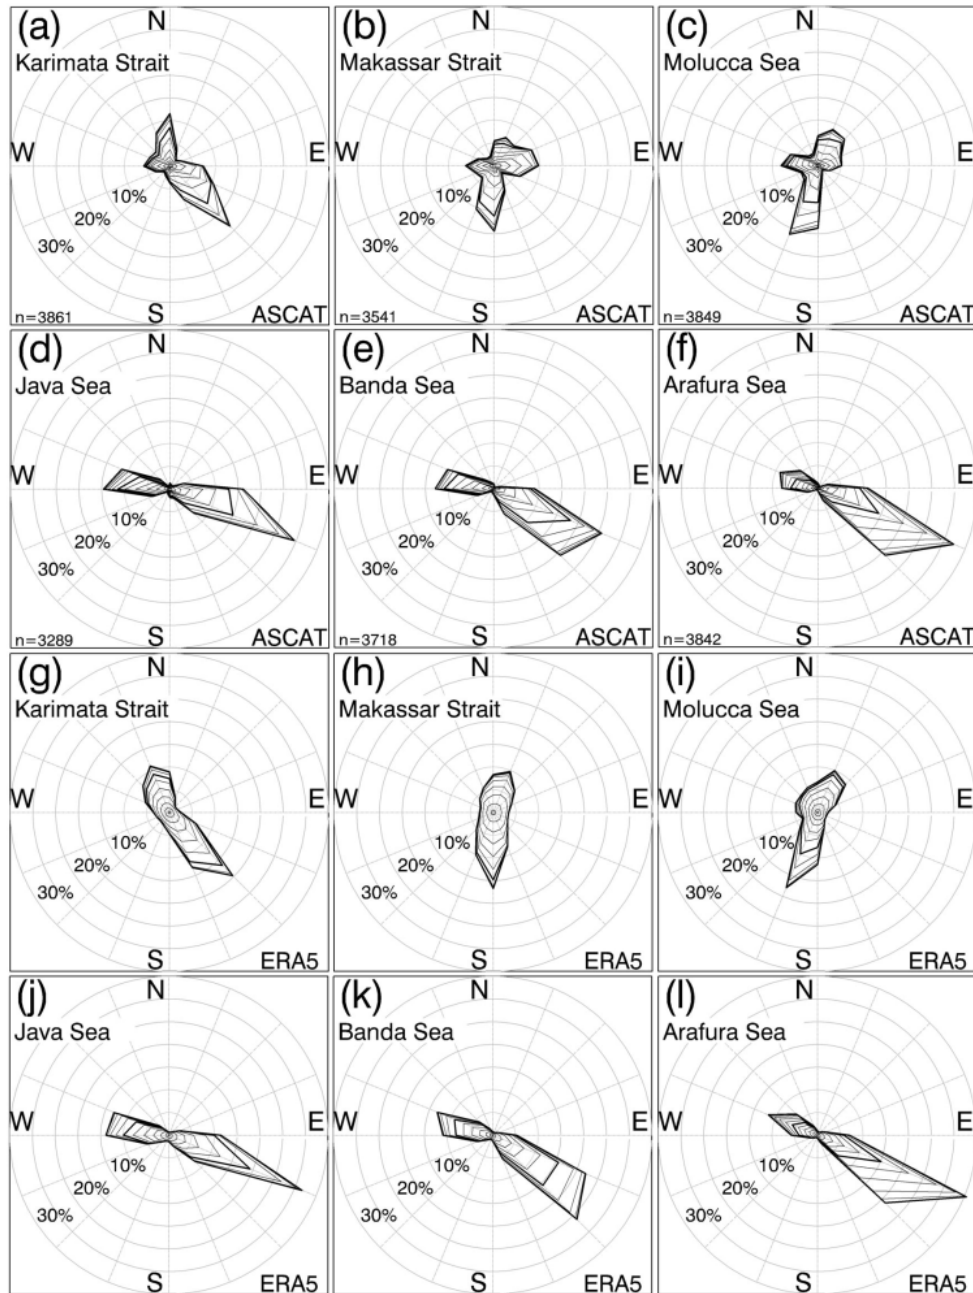 (a)
N
Karimata Strait
W
E
10%
20%
30%
S
n=3861
ASCAT
(b)
N
Makassar Strait
W
E
10%
20%
30%
S
n=3541
ASCAT
(c)
N
Molucca Sea
W
E
10%
20%
30%
S
n=3849
ASCAT
(d)
N
Java Sea
W
E
10%
20%
30%
S
n=3289
ASCAT
(e)
N
Banda Sea
W
E
10%
20%
30%
S
n=3718
ASCAT
(f)
N
Arafura Sea
W
E
10%
20%
30%
S
n=3842
ASCAT
(g)
N
Karimata Strait
W
E
10%
20%
30%
S
ERA5
(h)
N
Makassar Strait
W
E
10%
20%
30%
S
ERA5
(i)
N
Molucca Sea
W
E
10%
20%
30%
S
ERA5
(j)
N
Java Sea
W
E
10%
20%
30%
S
ERA5
(k)
N
Banda Sea
W
E
10%
20%
30%
S
ERA5
(l)
N
Arafura Sea
W
E
10%
20%
30%
S
ERA5